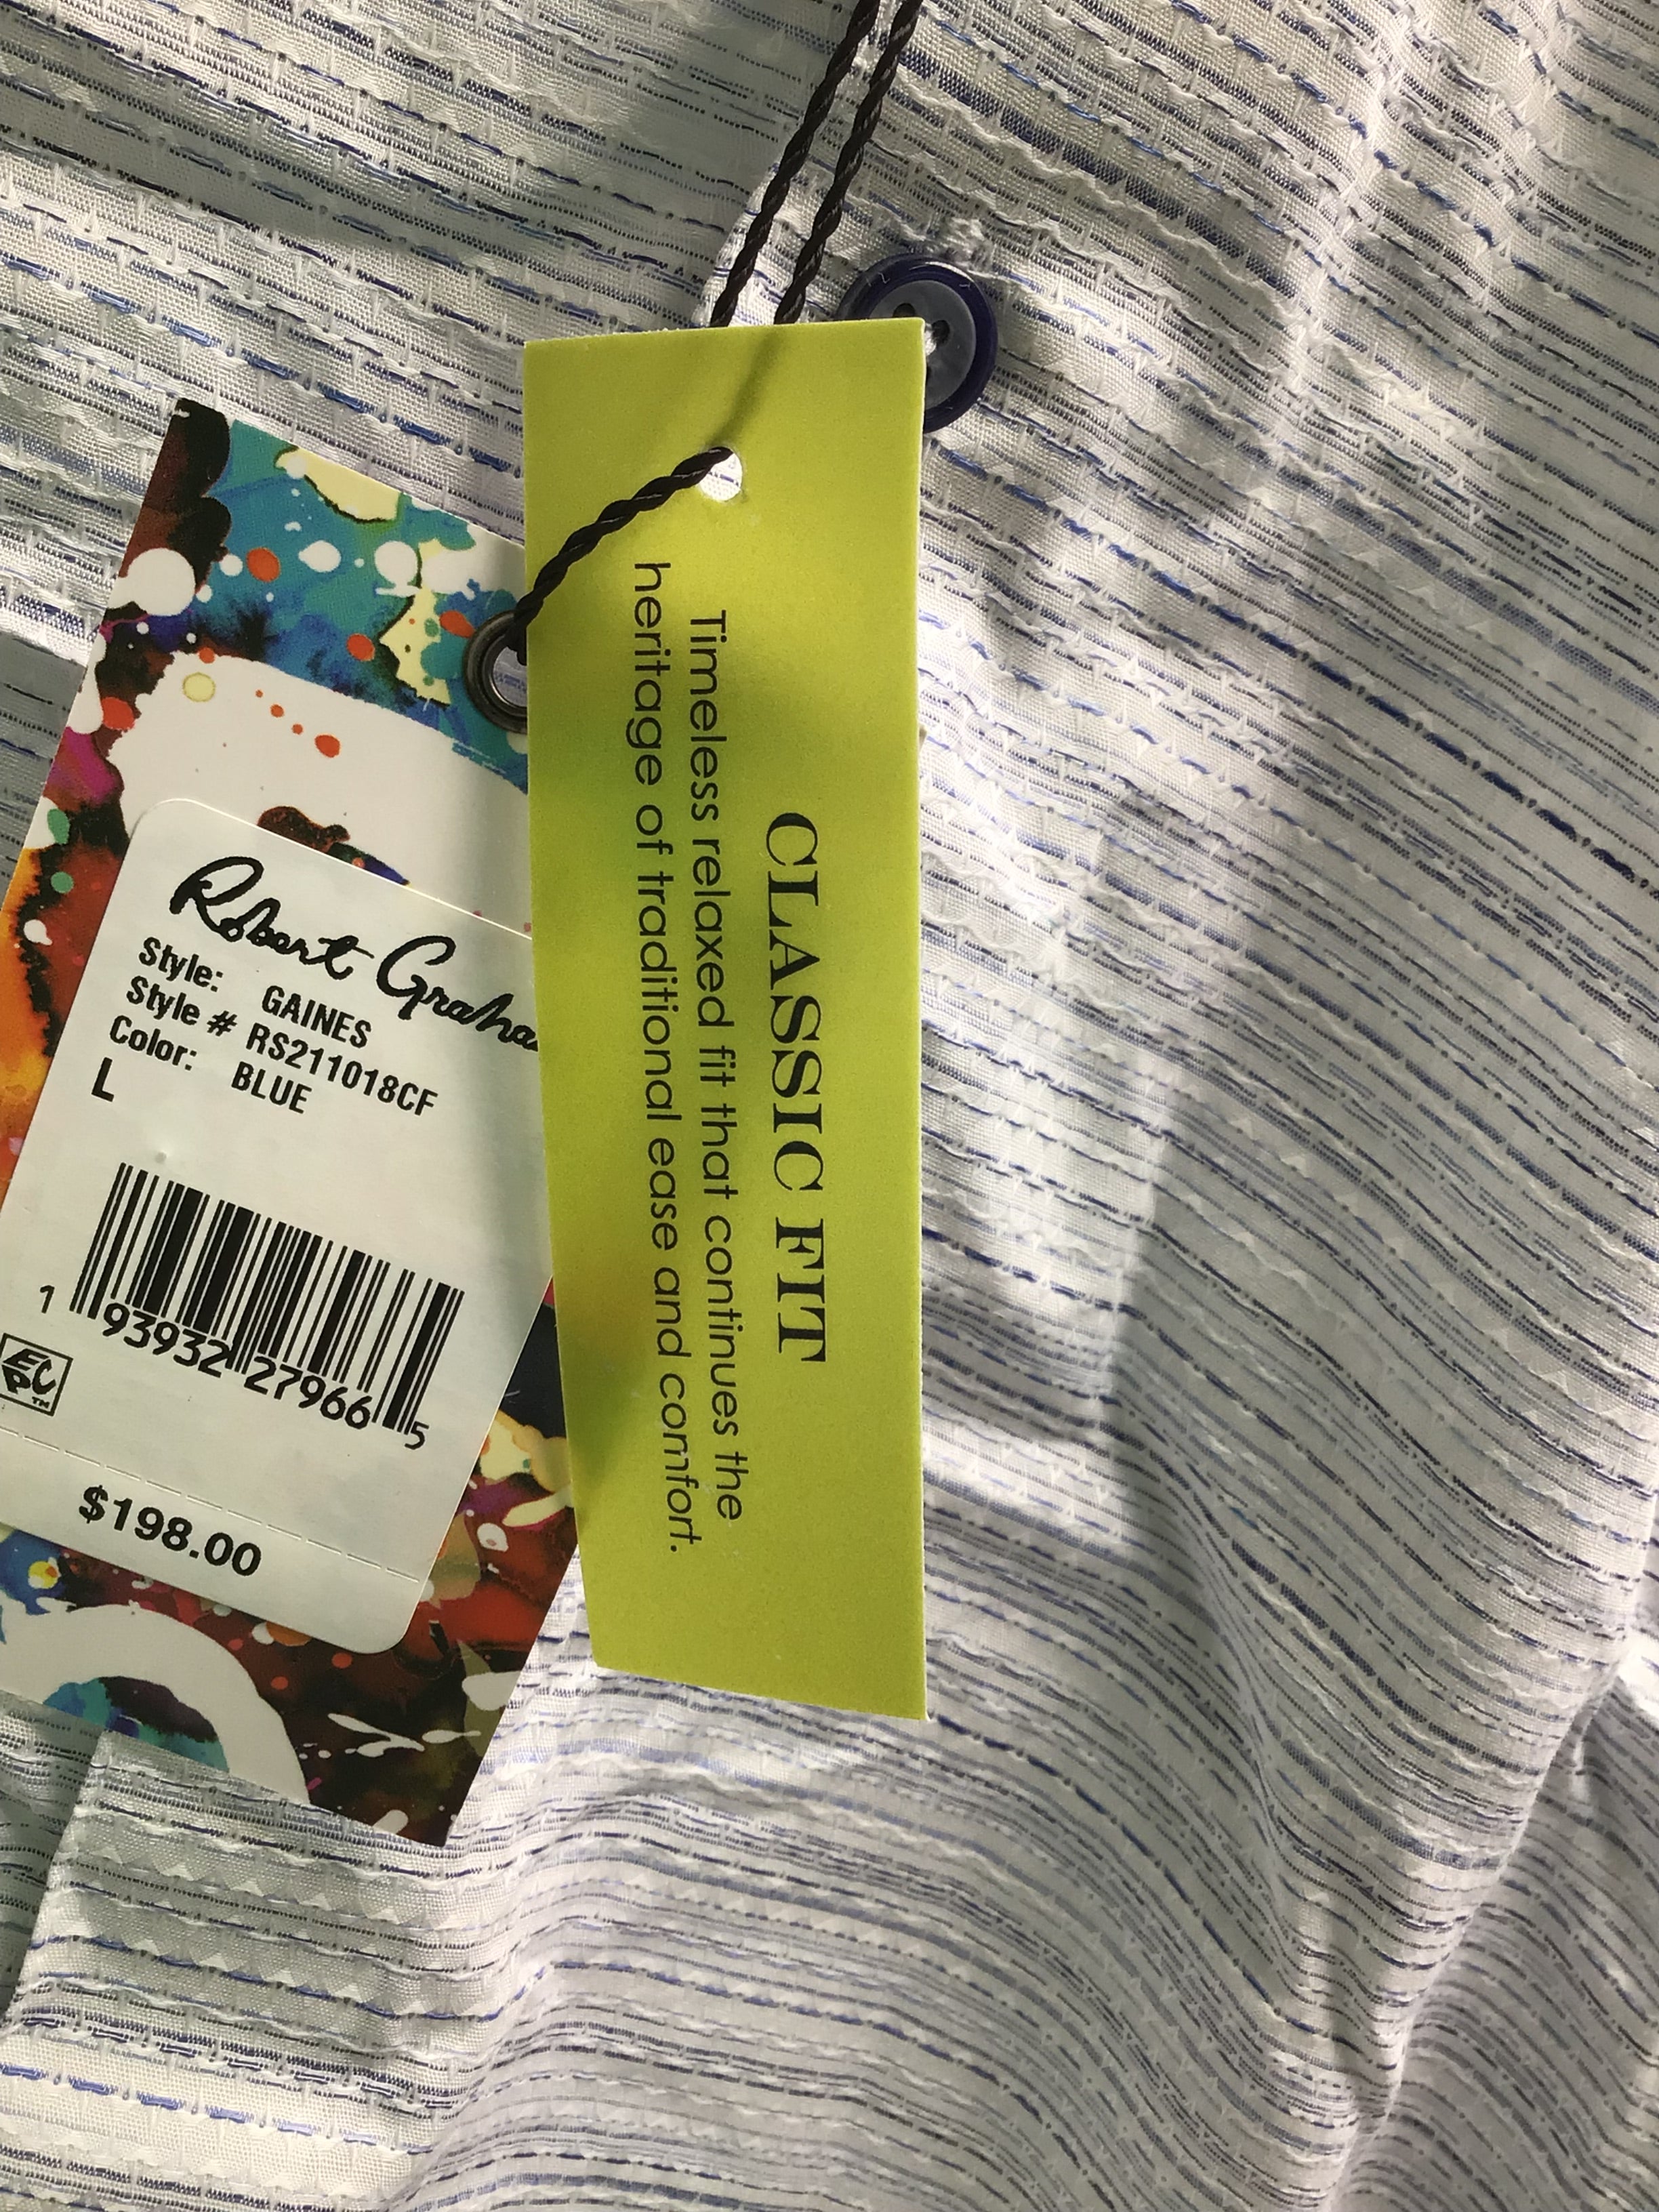 Robert Graha
Style: GAINES
Style # RS211018CF
Color: BLUE
L
1 93932 27966 5
$198.00
CLASSIC FIT
Timeless relaxed fit that continues the
heritage of traditional ease and comfort.